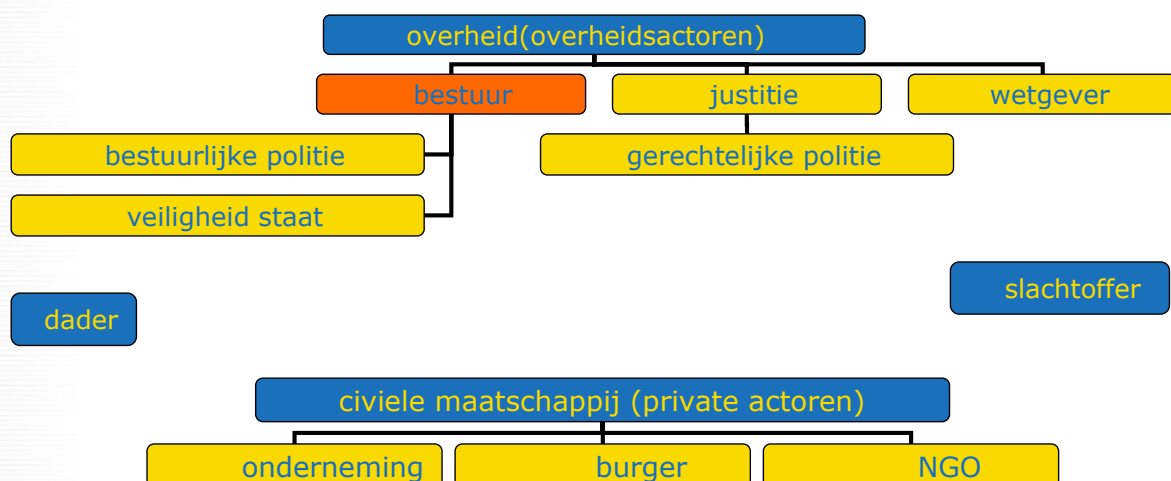 overheid(overheidsactoren)
bestuur
justitie
wetgever
bestuurlijke politie
gerechtelijke politie
veiligheid staat
slachtoffer
dader
civiele maatschappij (private actoren)
onderneming
burger
NGO